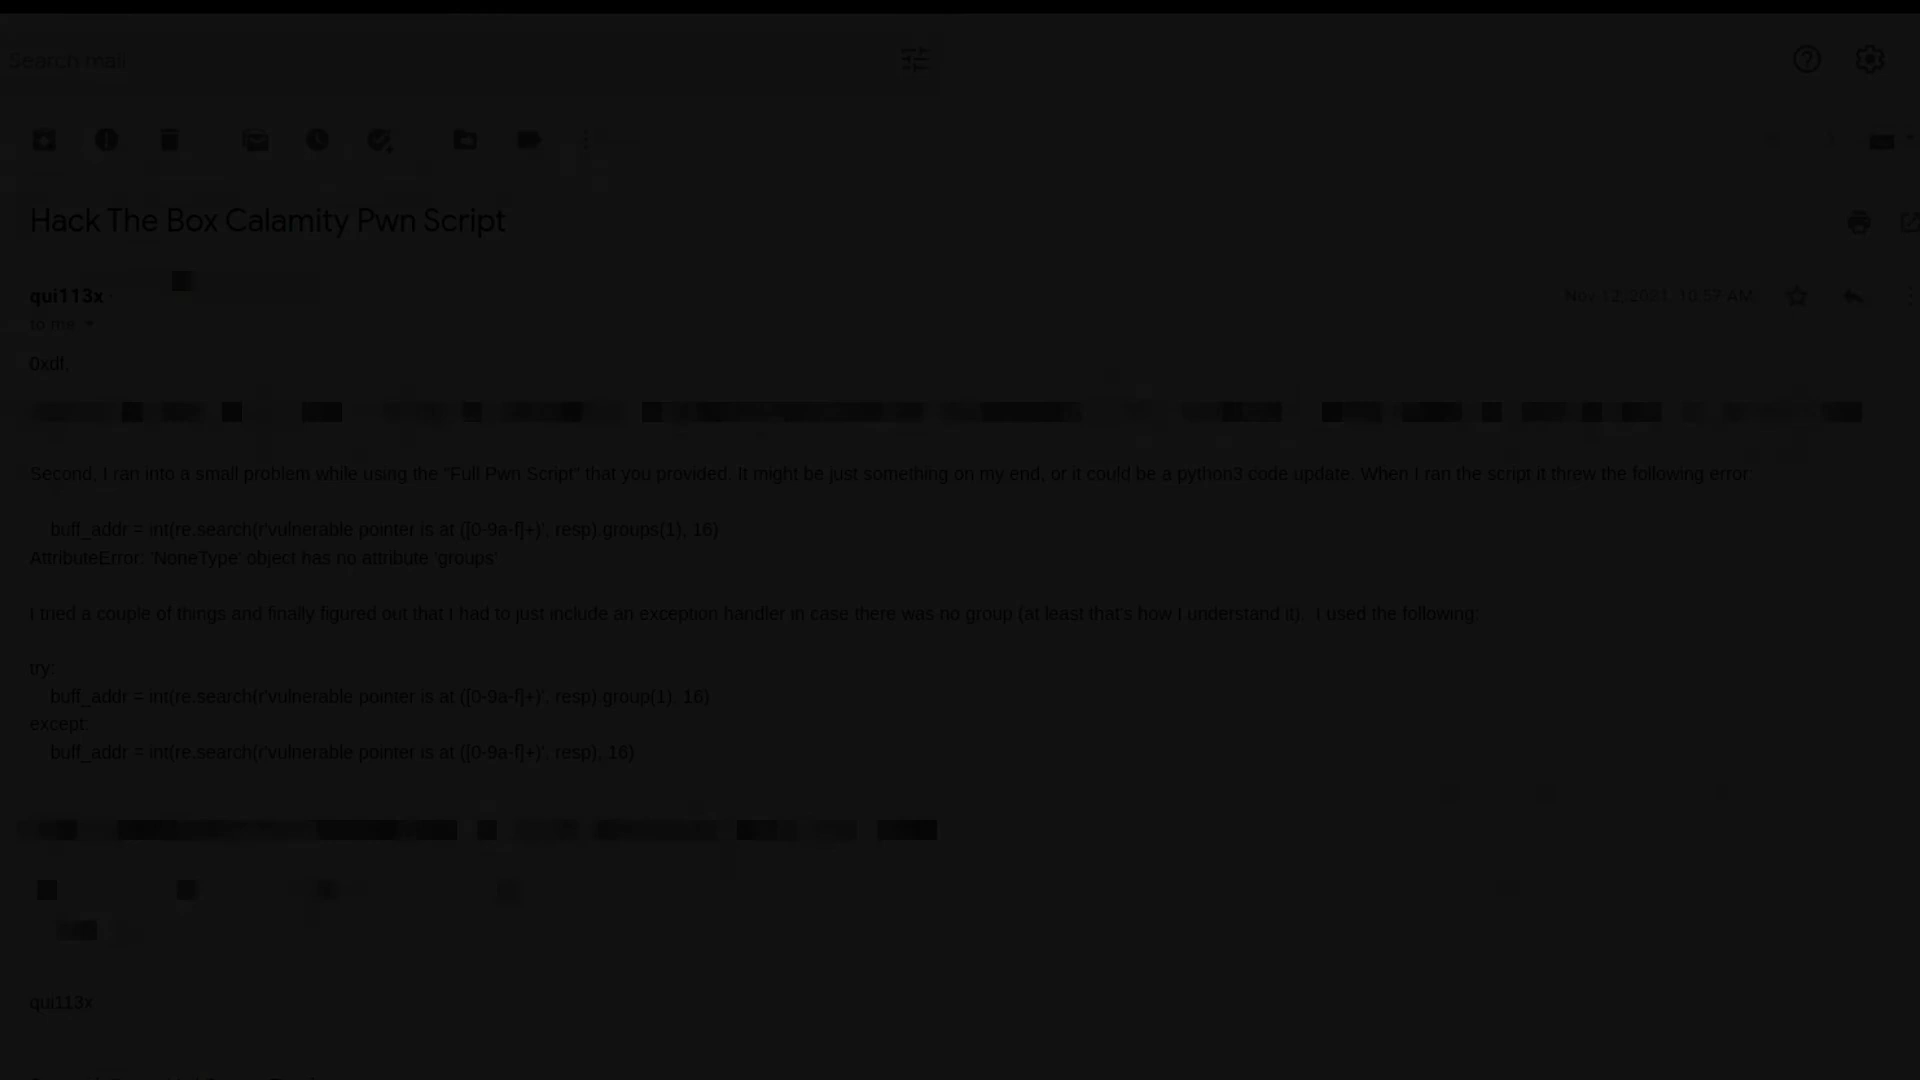 Search mail
Hack The Box Calamity Pwn Script
qui113x
Nov 12, 2021, 10:57 AM
to me
0xdf,
Second, I ran into a small problem while using the "Full Pwn Script" that you provided. It might be just something on my end, or it could be a python3 code update. When I ran the script it threw the following error:
buff_addr = int(re.search(r'vulnerable pointer is at ([0-9a-f]+)', resp).groups(1), 16)
AttributeError: 'NoneType' object has no attribute 'groups'
I tried a couple of things and finally figured out that I had to just include an exception handler in case there was no group (at least that's how I understand it). I used the following:
try:
buff_addr = int(re.search(r'vulnerable pointer is at ([0-9a-f]+)', resp).group(1), 16)
except:
buff_addr = int(re.search(r'vulnerable pointer is at ([0-9a-f]+)', resp), 16)
qui113x